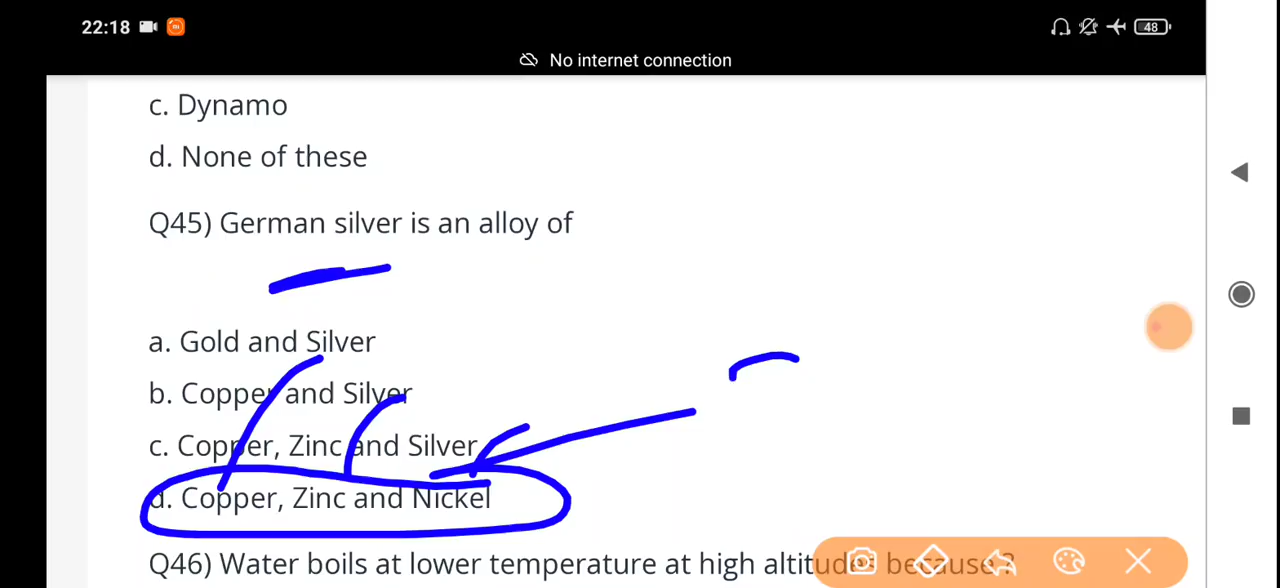 22:18 48
No internet connection
c. Dynamo
d. None of these
Q45) German silver is an alloy of
a. Gold and Silver
b. Copper and Silver
c. Copper, Zinc and Silver
d. Copper, Zinc and Nickel
Q46) Water boils at lower temperature at high altitudes because ?